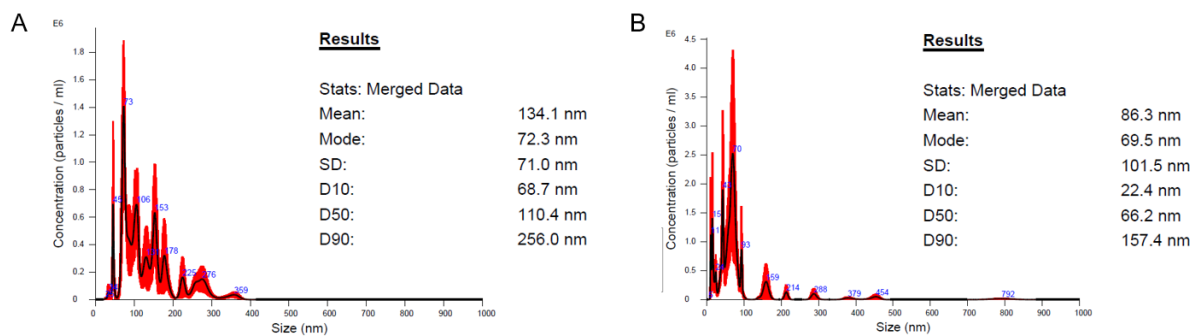 A
E6
Results
1.8
1.6
1.4
1.2
1.0
0.8
0.6
0.4
0.2
0
Concentration (particles / ml)
73
45
106
153
178
225
276
359
0 100 200 300 400 500 600 700 800 900 1000
Size (nm)
Stats: Merged Data
Mean: 134.1 nm
Mode: 72.3 nm
SD: 71.0 nm
D10: 68.7 nm
D50: 110.4 nm
D90: 256.0 nm
B
E6
Results
4.5
4.0
3.5
3.0
2.5
2.0
1.5
1.0
0.5
0
Concentration (particles / ml)
70
15
93
159
214
288
379
454
792
0 100 200 300 400 500 600 700 800 900 1000
Size (nm)
Stats: Merged Data
Mean: 86.3 nm
Mode: 69.5 nm
SD: 101.5 nm
D10: 22.4 nm
D50: 66.2 nm
D90: 157.4 nm